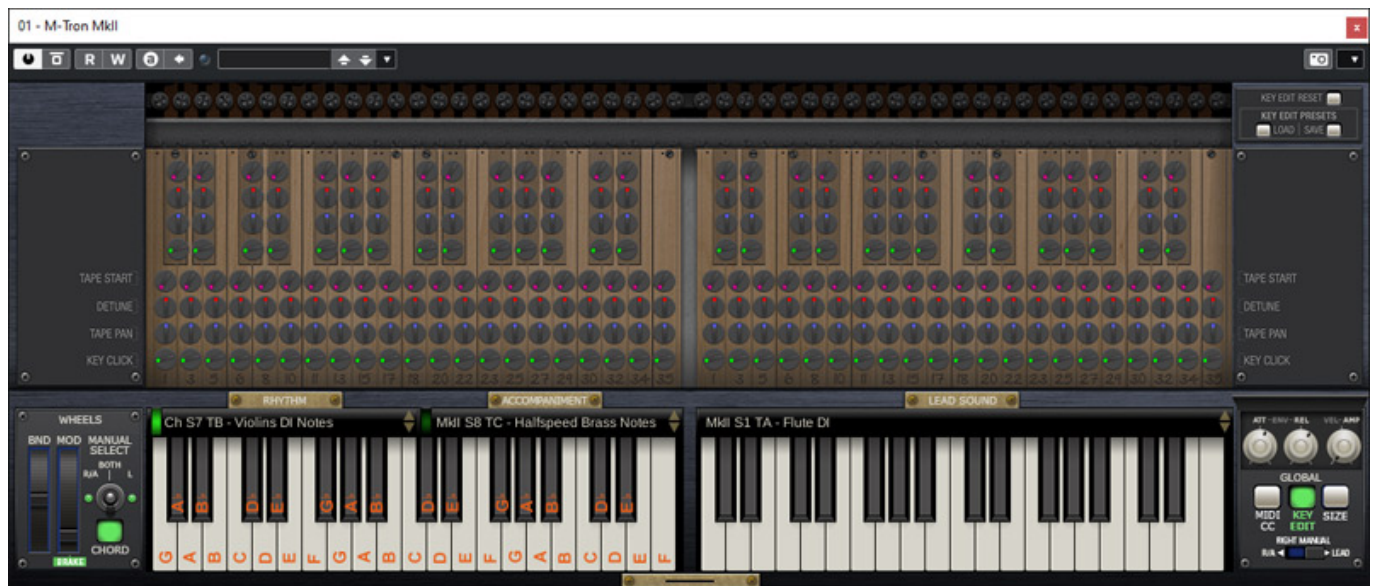 01 - M-Tron MkII
x
R W a
KEY EDIT RESET
KEY EDIT PRESETS
LOAD | SAVE
TAPE START
DETUNE
TAPE PAN
KEY CLICK
TAPE START
DETUNE
TAPE PAN
KEY CLICK
RHYTHM
ACCOMPANIMENT
LEAD SOUND
Ch S7 TB - Violins DI Notes
MkII S8 TC - Halfspeed Brass Notes
MkII S1 TA - Flute DI
WHEELS
BND MOD MANUAL
SELECT
BOTH
R/A L
CHORD
BRAKE
A♭ B♭ D♭ E♭ G♭ A♭ B♭ D♭ E♭ G♭ A♭ B♭ D♭ E♭
G A B C D E F G A B C D E F G A B C D E F
ATT -ENV- REL VEL-AMP
GLOBAL
MIDI CC
KEY EDIT
SIZE
RIGHT MANUAL
R/A LEAD